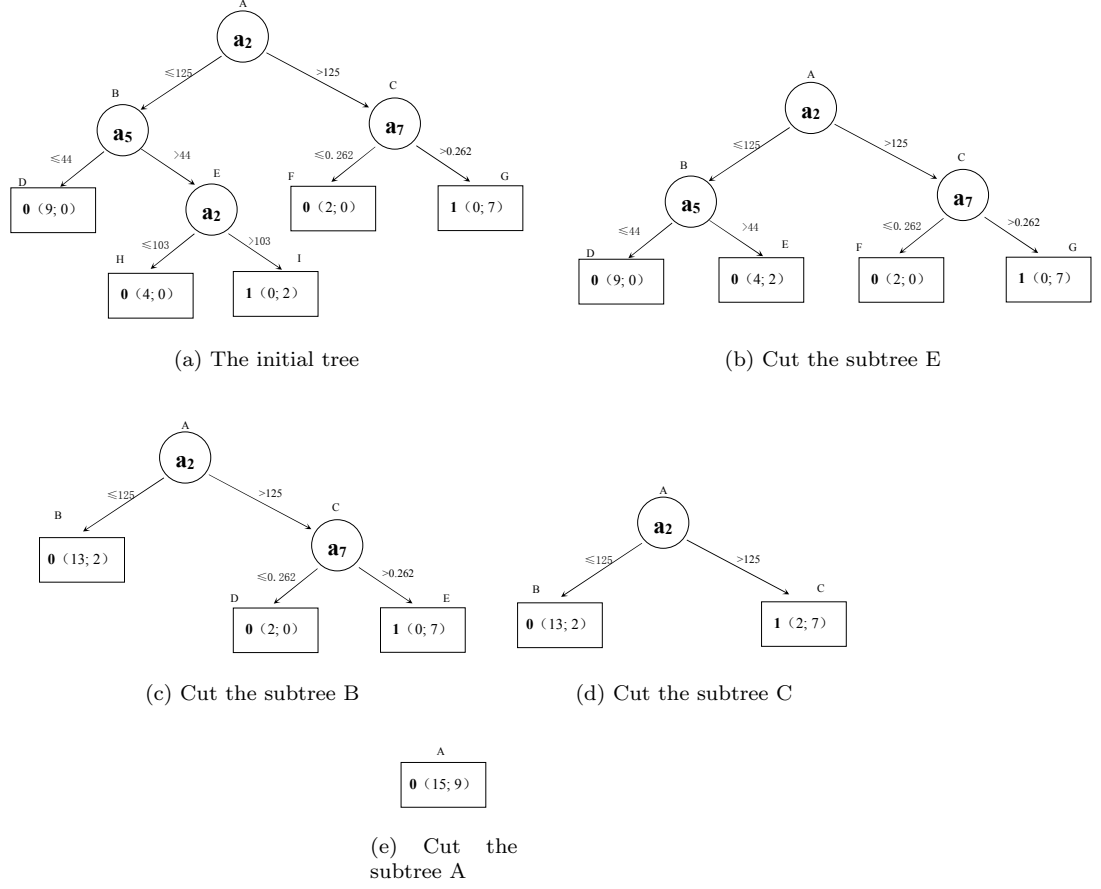 A
a2
≤125
>125
B
C
a5
a7
≤44
>44
≤0.262
>0.262
D
E
F
G
0（9; 0）
a2
0（2; 0）
1（0; 7）
≤103
>103
H
I
0（4; 0）
1（0; 2）
(a) The initial tree
A
a2
≤125
>125
B
C
a5
a7
≤44
>44
≤0.262
>0.262
D
E
F
G
0（9; 0）
0（4; 2）
0（2; 0）
1（0; 7）
(b) Cut the subtree E
A
a2
≤125
>125
B
C
0（13; 2）
a7
≤0.262
>0.262
D
E
0（2; 0）
1（0; 7）
(c) Cut the subtree B
A
a2
≤125
>125
B
C
0（13; 2）
1（2; 7）
(d) Cut the subtree C
A
0（15; 9）
(e) Cut the
subtree A